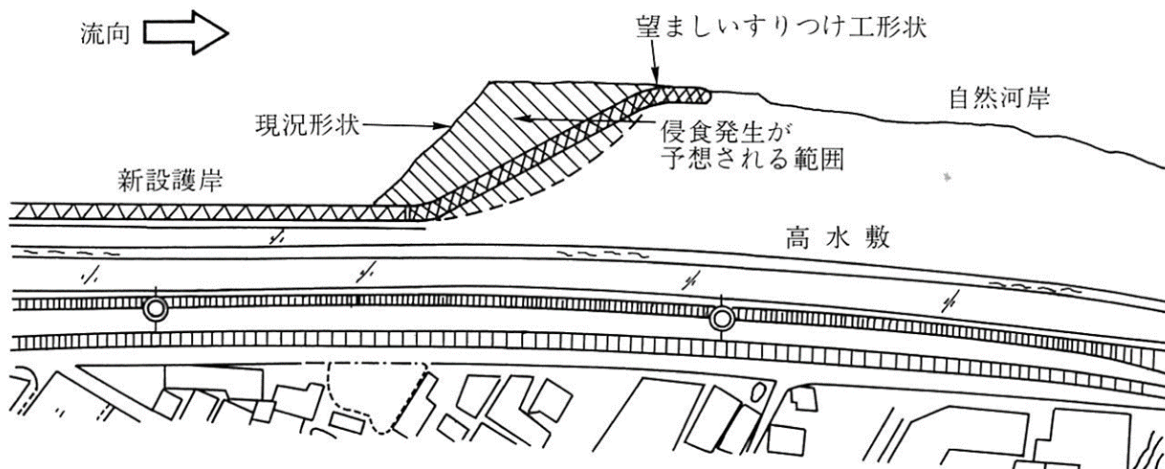 流向
望ましいすりつけ工形状
自然河岸
現況形状
侵食発生が
予想される範囲
新設護岸
高水敷